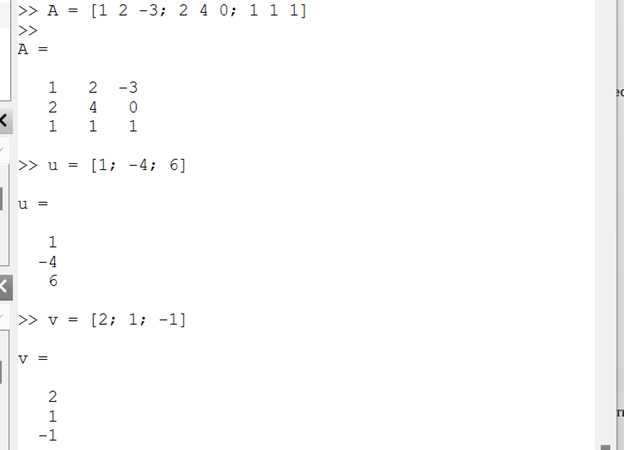 >> A = [1 2 -3; 2 4 0; 1 1 1]
>>
A =
1 2 -3
2 4 0
1 1 1
>> u = [1; -4; 6]
u =
1
-4
6
>> v = [2; 1; -1]
v =
2
1
-1